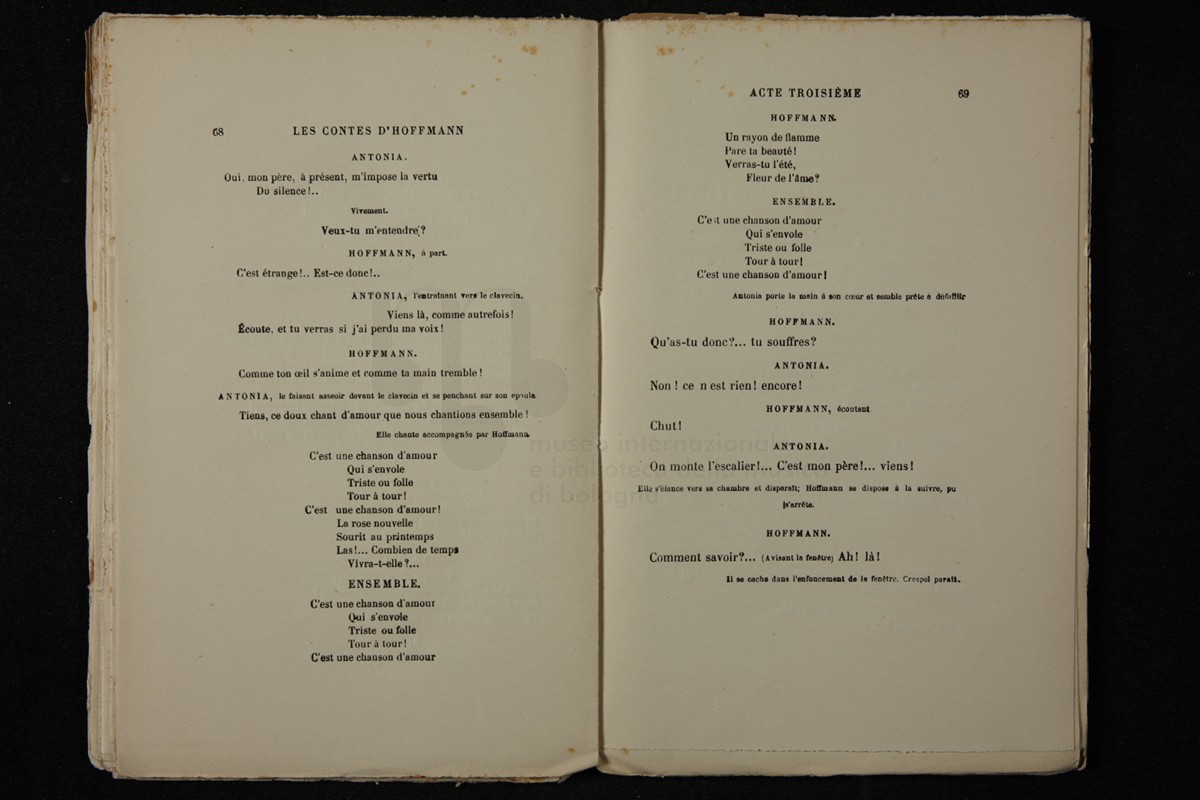 68 LES CONTES D'HOFFMANN
ANTONIA.
Oui, mon père, à présent, m'impose la vertu
Du silence!..
Vivement.
Veux-tu m'entendre?
HOFFMANN, à part.
C'est étrange!.. Est-ce donc!..
ANTONIA, l'entraînant vers le clavecin.
Viens là, comme autrefois!
Écoute, et tu verras si j'ai perdu ma voix!
HOFFMANN.
Comme ton œil s'anime et comme ta main tremble!
ANTONIA, le faisant asseoir devant le clavecin et se penchant sur son epaule.
Tiens, ce doux chant d'amour que nous chantions ensemble!
Elle chante accompagnée par Hoffmann.
C'est une chanson d'amour
Qui s'envole
Triste ou folle
Tour à tour!
C'est une chanson d'amour!
La rose nouvelle
Sourit au printemps
Las!... Combien de temps
Vivra-t-elle?...
ENSEMBLE.
C'est une chanson d'amour
Qui s'envole
Triste ou folle
Tour à tour!
C'est une chanson d'amour
ACTE TROISIÈME 69
HOFFMANN.
Un rayon de flamme
Pare ta beauté!
Verras-tu l'été,
Fleur de l'âme?
ENSEMBLE.
C'est une chanson d'amour
Qui s'envole
Triste ou folle
Tour à tour!
C'est une chanson d'amour!
Antonia porte la main à son cœur et semble prête à défaillir
HOFFMANN.
Qu'as-tu donc?... tu souffres?
ANTONIA.
Non! ce n est rien! encore!
HOFFMANN, écoutant
Chut!
ANTONIA.
On monte l'escalier!... C'est mon père!... viens!
Elle s'élance vers sa chambre et disparaît; Hoffmann se dispose à la suivre, pu
s'arrête.
HOFFMANN.
Comment savoir?... (Avisant la fenêtre) Ah! là!
Il se cache dans l'enfoncement de la fenêtre. Crespel paraît.
museo internazionale
e biblioteca
di bologna